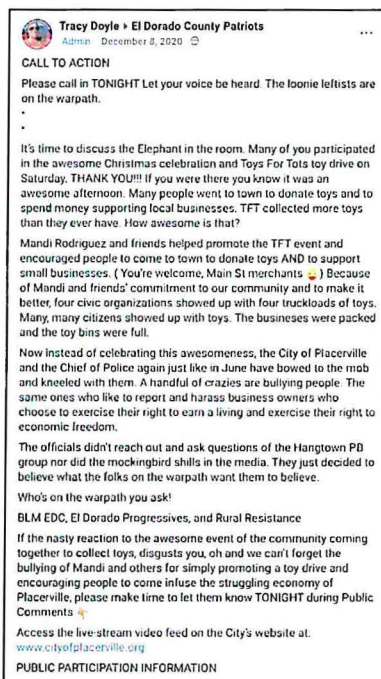 Tracy Doyle ▸ El Dorado County Patriots
Admin · December 8, 2020
CALL TO ACTION
Please call in TONIGHT Let your voice be heard. The loonie leftists are
on the warpath.
•
•
It's time to discuss the Elephant in the room. Many of you participated
in the awesome Christmas celebration and Toys For Tots toy drive on
Saturday. THANK YOU!!! If you were there you know it was an
awesome afternoon. Many people went to town to donate toys and to
spend money supporting local businesses. TFT collected more toys
than they ever have. How awesome is that?
Mandi Rodriguez and friends helped promote the TFT event and
encouraged people to come to town to donate toys AND to support
small businesses. ( You're welcome, Main St merchants 😜 ) Because
of Mandi and friends' commitment to our community and to make it
better, four civic organizations showed up with four truckloads of toys.
Many, many citizens showed up with toys. The busineses were packed
and the toy bins were full.
Now instead of celebrating this awesomeness, the City of Placerville
and the Chief of Police again just like in June have bowed to the mob
and kneeled with them. A handful of crazies are bullying people. The
same ones who like to report and harass business owners who
choose to exercise their right to earn a living and exercise their right to
economic freedom.
The officials didn't reach out and ask questions of the Hangtown PB
group nor did the mockingbird shills in the media. They just decided to
believe what the folks on the warpath want them to believe.
Who's on the warpath you ask!
BLM EDC, El Dorado Progressives, and Rural Resistance
If the nasty reaction to the awesome event of the community coming
together to collect toys, disgusts you, oh and we can't forget the
bullying of Mandi and others for simply promoting a toy drive and
encouraging people to come infuse the struggling economy of
Placerville, please make time to let them know TONIGHT during Public
Comments 👇
Access the live-stream video feed on the City's website at:
www.cityofplacerville.org
PUBLIC PARTICIPATION INFORMATION